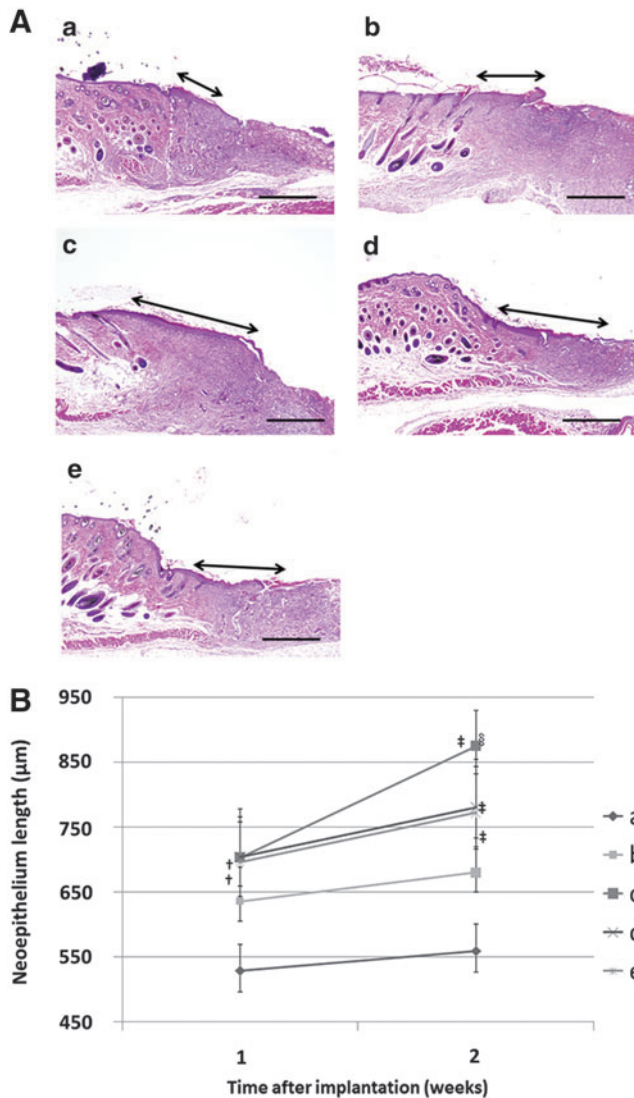 A
a
b
c
d
e
B
950
850
750
650
550
450
Neoepithelium length (μm)
†
†
‡
§
‡
‡
a
b
e
1
2
Time after implantation (weeks)